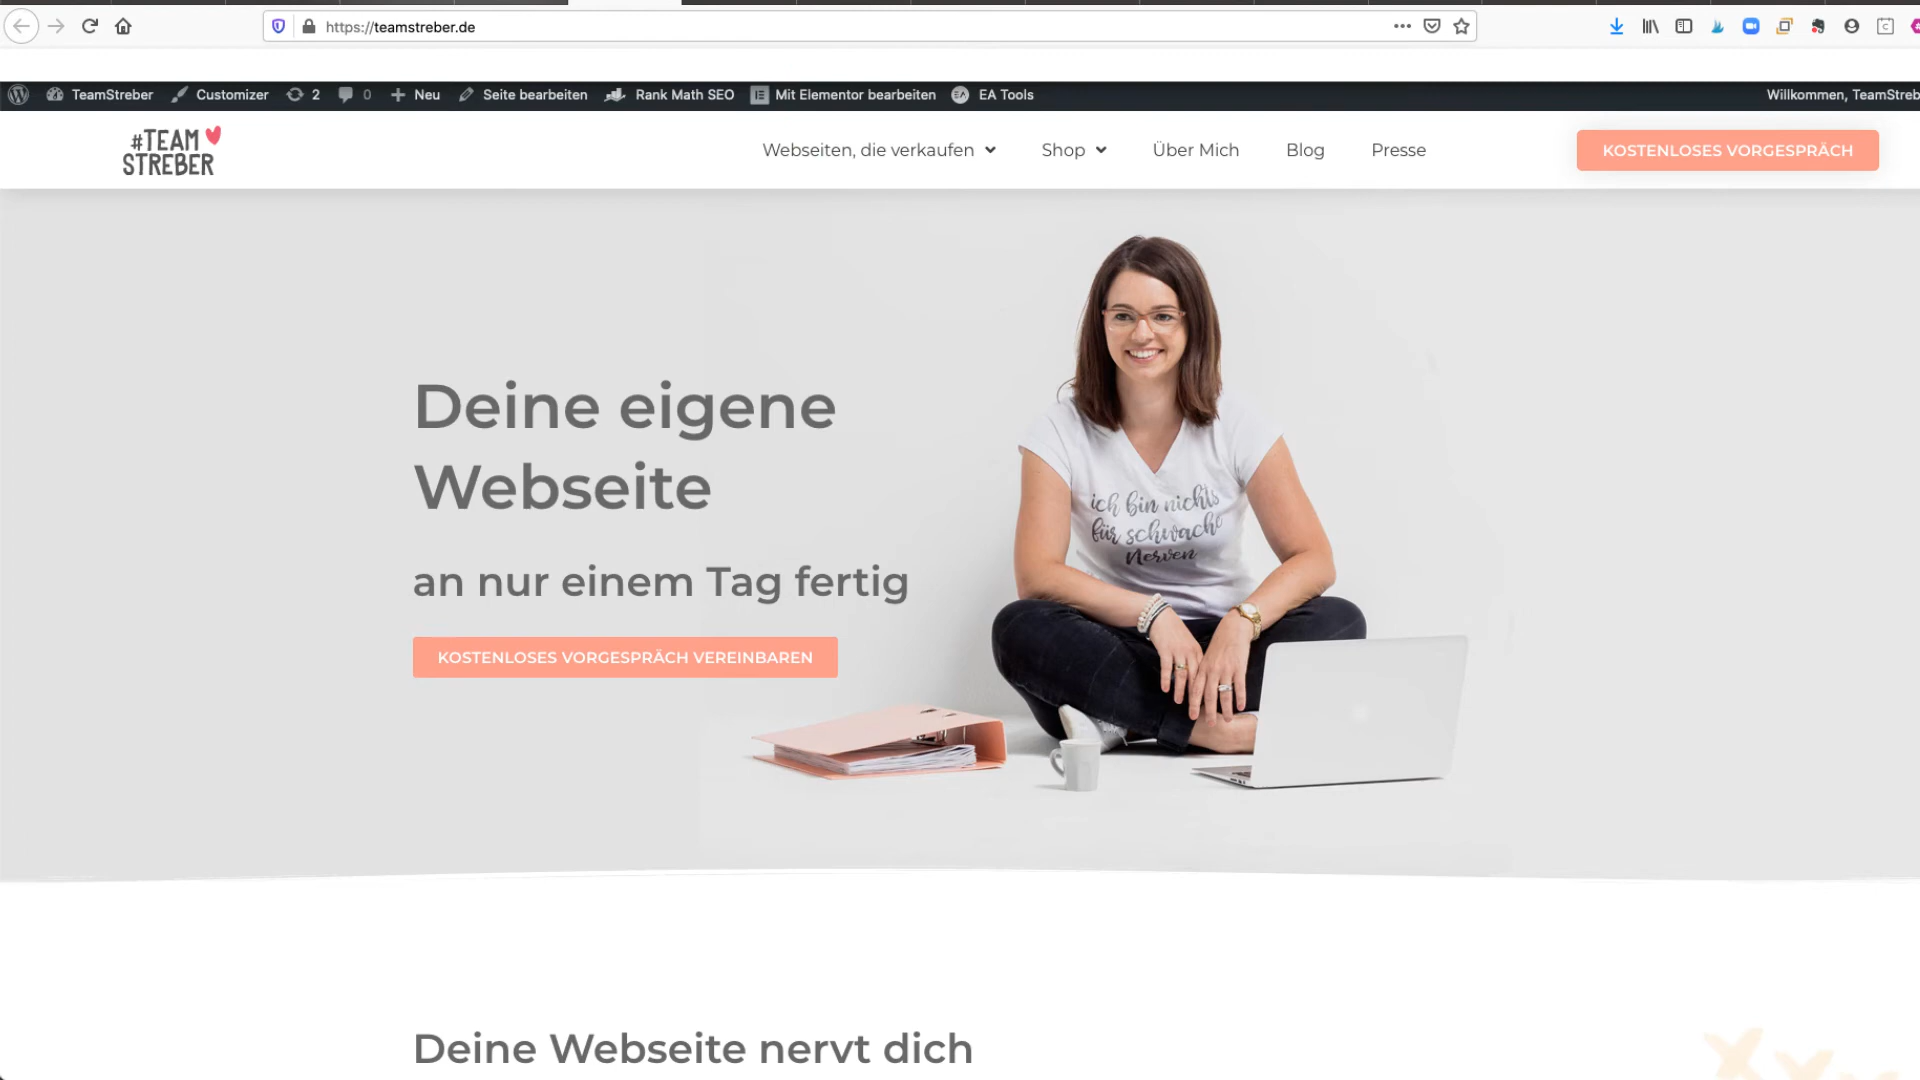 https://teamstreber.de
TeamStreber Customizer 2 0 Neu Seite bearbeiten Rank Math SEO Mit Elementor bearbeiten EA Tools Willkommen, TeamStreb
#TEAM
STREBER
Webseiten, die verkaufen Shop Über Mich Blog Presse KOSTENLOSES VORGESPRÄCH
Deine eigene
Webseite
an nur einem Tag fertig
KOSTENLOSES VORGESPRÄCH VEREINBAREN
ich bin nichts
für schwache
Nerven
Deine Webseite nervt dich